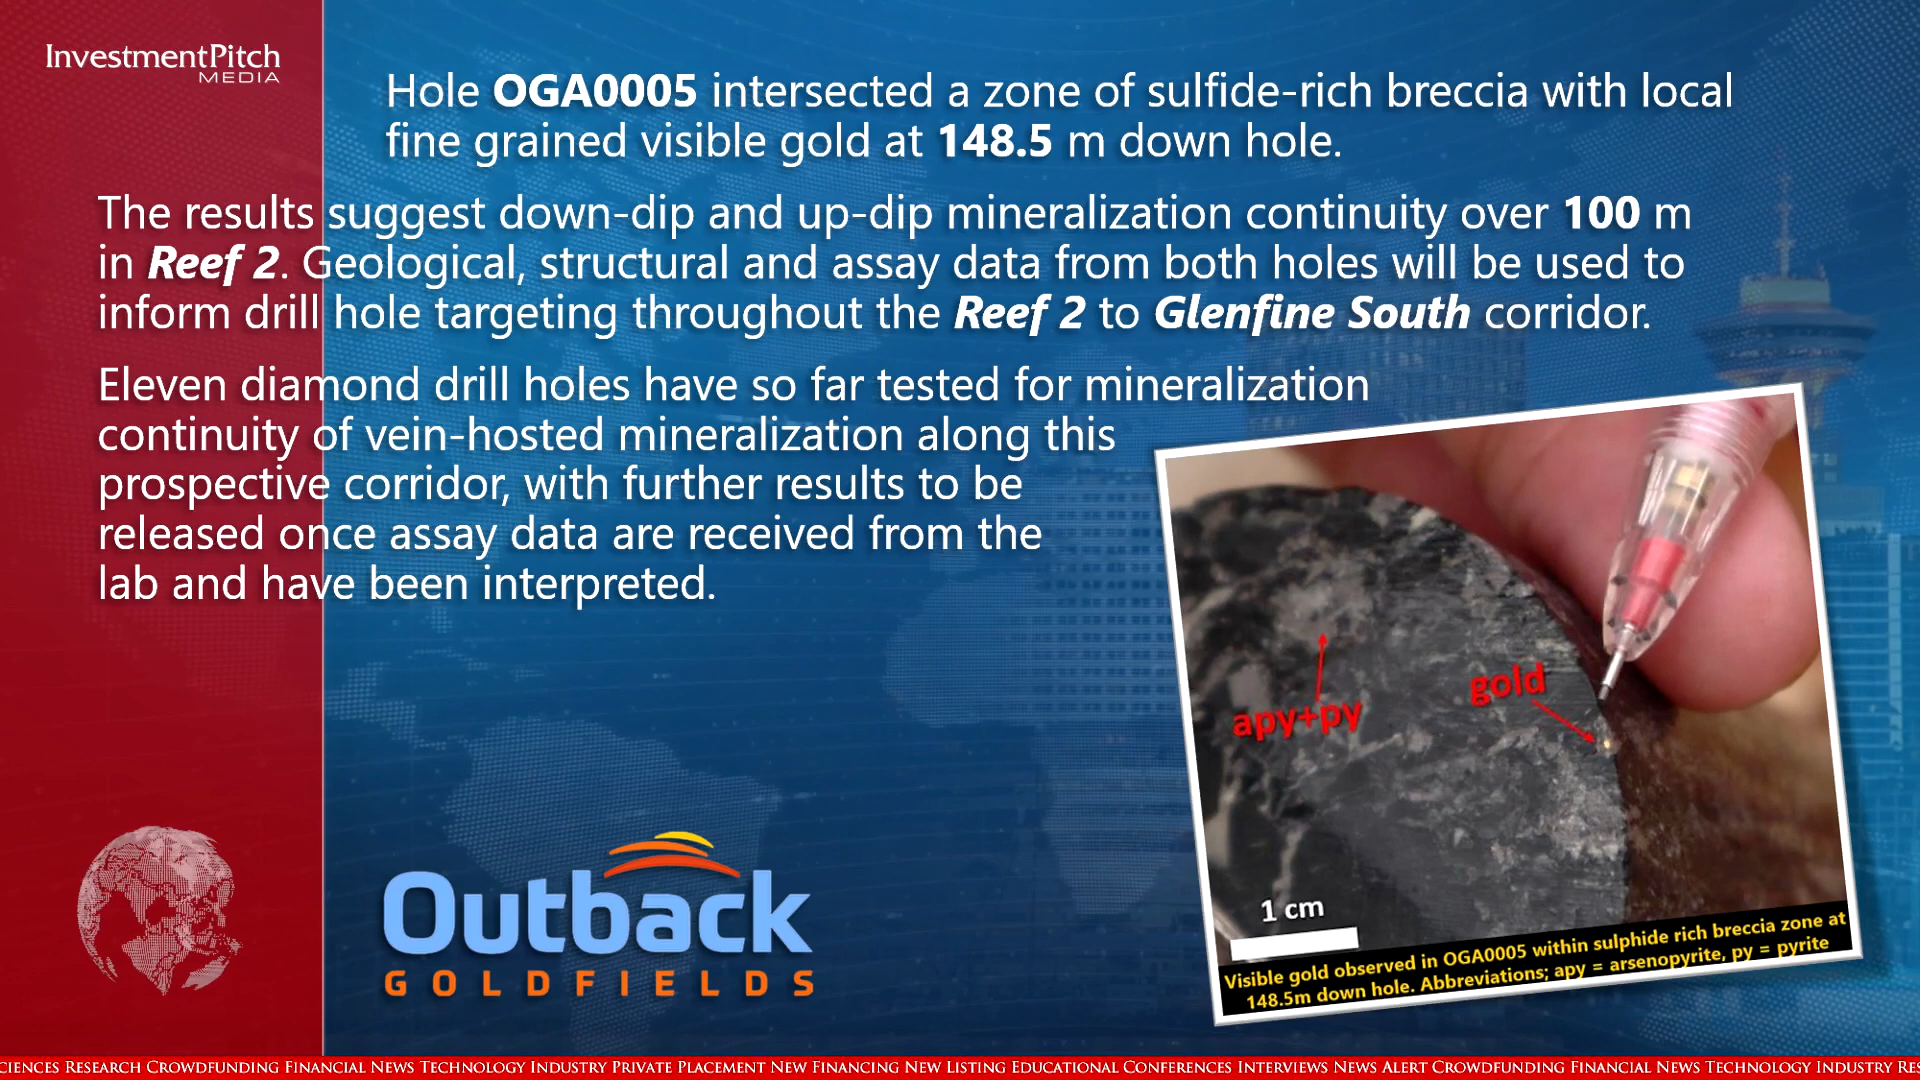 InvestmentPitch
MEDIA
Hole OGA0005 intersected a zone of sulfide-rich breccia with local
fine grained visible gold at 148.5 m down hole.
The results suggest down-dip and up-dip mineralization continuity over 100 m
in Reef 2. Geological, structural and assay data from both holes will be used to
inform drill hole targeting throughout the Reef 2 to Glenfine South corridor.
Eleven diamond drill holes have so far tested for mineralization
continuity of vein-hosted mineralization along this
prospective corridor, with further results to be
released once assay data are received from the
lab and have been interpreted.
gold
apy+py
1 cm
Visible gold observed in OGA0005 within sulphide rich breccia zone at
148.5m down hole. Abbreviations; apy = arsenopyrite, py = pyrite
Outback
GOLDFIELDS
CIENCES RESEARCH CROWDFUNDING FINANCIAL NEWS TECHNOLOGY INDUSTRY PRIVATE PLACEMENT NEW FINANCING NEW LISTING EDUCATIONAL CONFERENCES INTERVIEWS NEWS ALERT CROWDFUNDING FINANCIAL NEWS TECHNOLOGY INDUSTRY RES